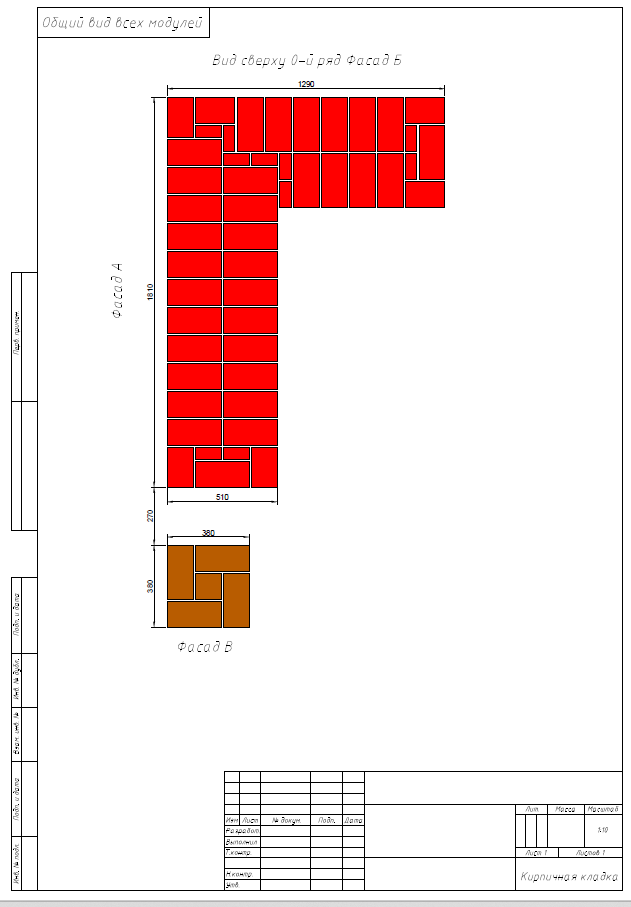 Общий вид всех модулей
Вид сверху 0-й ряд Фасад Б
1290
Фасад А
1810
510
270
380
380
Фасад В
Перв. примен.
Подп. и дата
Инв. № дубл.
Взам. инв. №
Подп. и дата
Инв. № подл.
Изм Лист № докум. Подп. Дата
Разработ
Выполнил
Т.контр.
Н.контр.
Утв.
Лит. Масса Масштаб
1:10
Лист 1 Листов 1
Кирпичная кладка